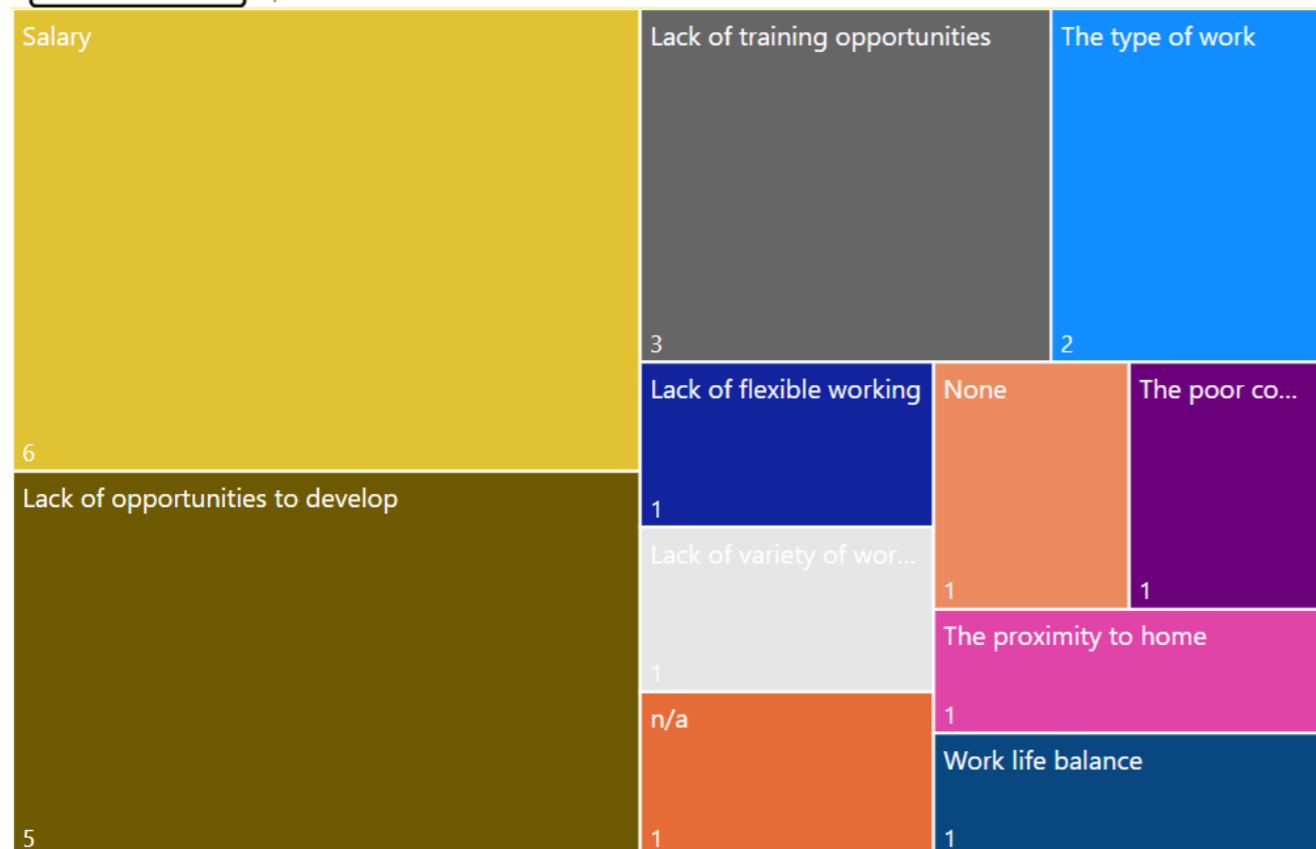 Salary
6
Lack of opportunities to develop
5
Lack of training opportunities
3
The type of work
2
Lack of flexible working
1
Lack of variety of wor...
1
n/a
1
None
1
The poor co...
1
The proximity to home
1
Work life balance
1